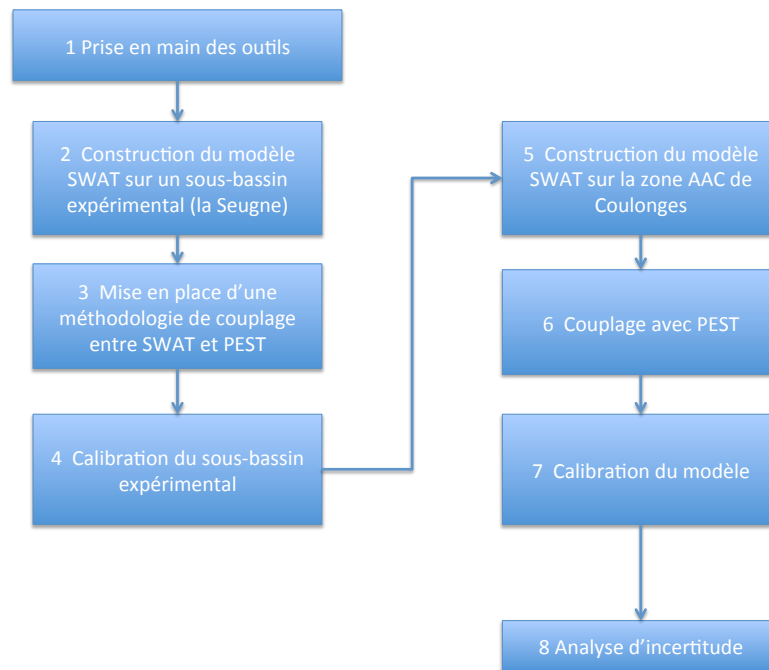 1 Prise en main des outils
2 Construction du modèle
SWAT sur un sous-bassin
expérimental (la Seugne)
3 Mise en place d’une
méthodologie de couplage
entre SWAT et PEST
4 Calibration du sous-bassin
expérimental
5 Construction du modèle
SWAT sur la zone AAC de
Coulonges
6 Couplage avec PEST
7 Calibration du modèle
8 Analyse d’incertitude